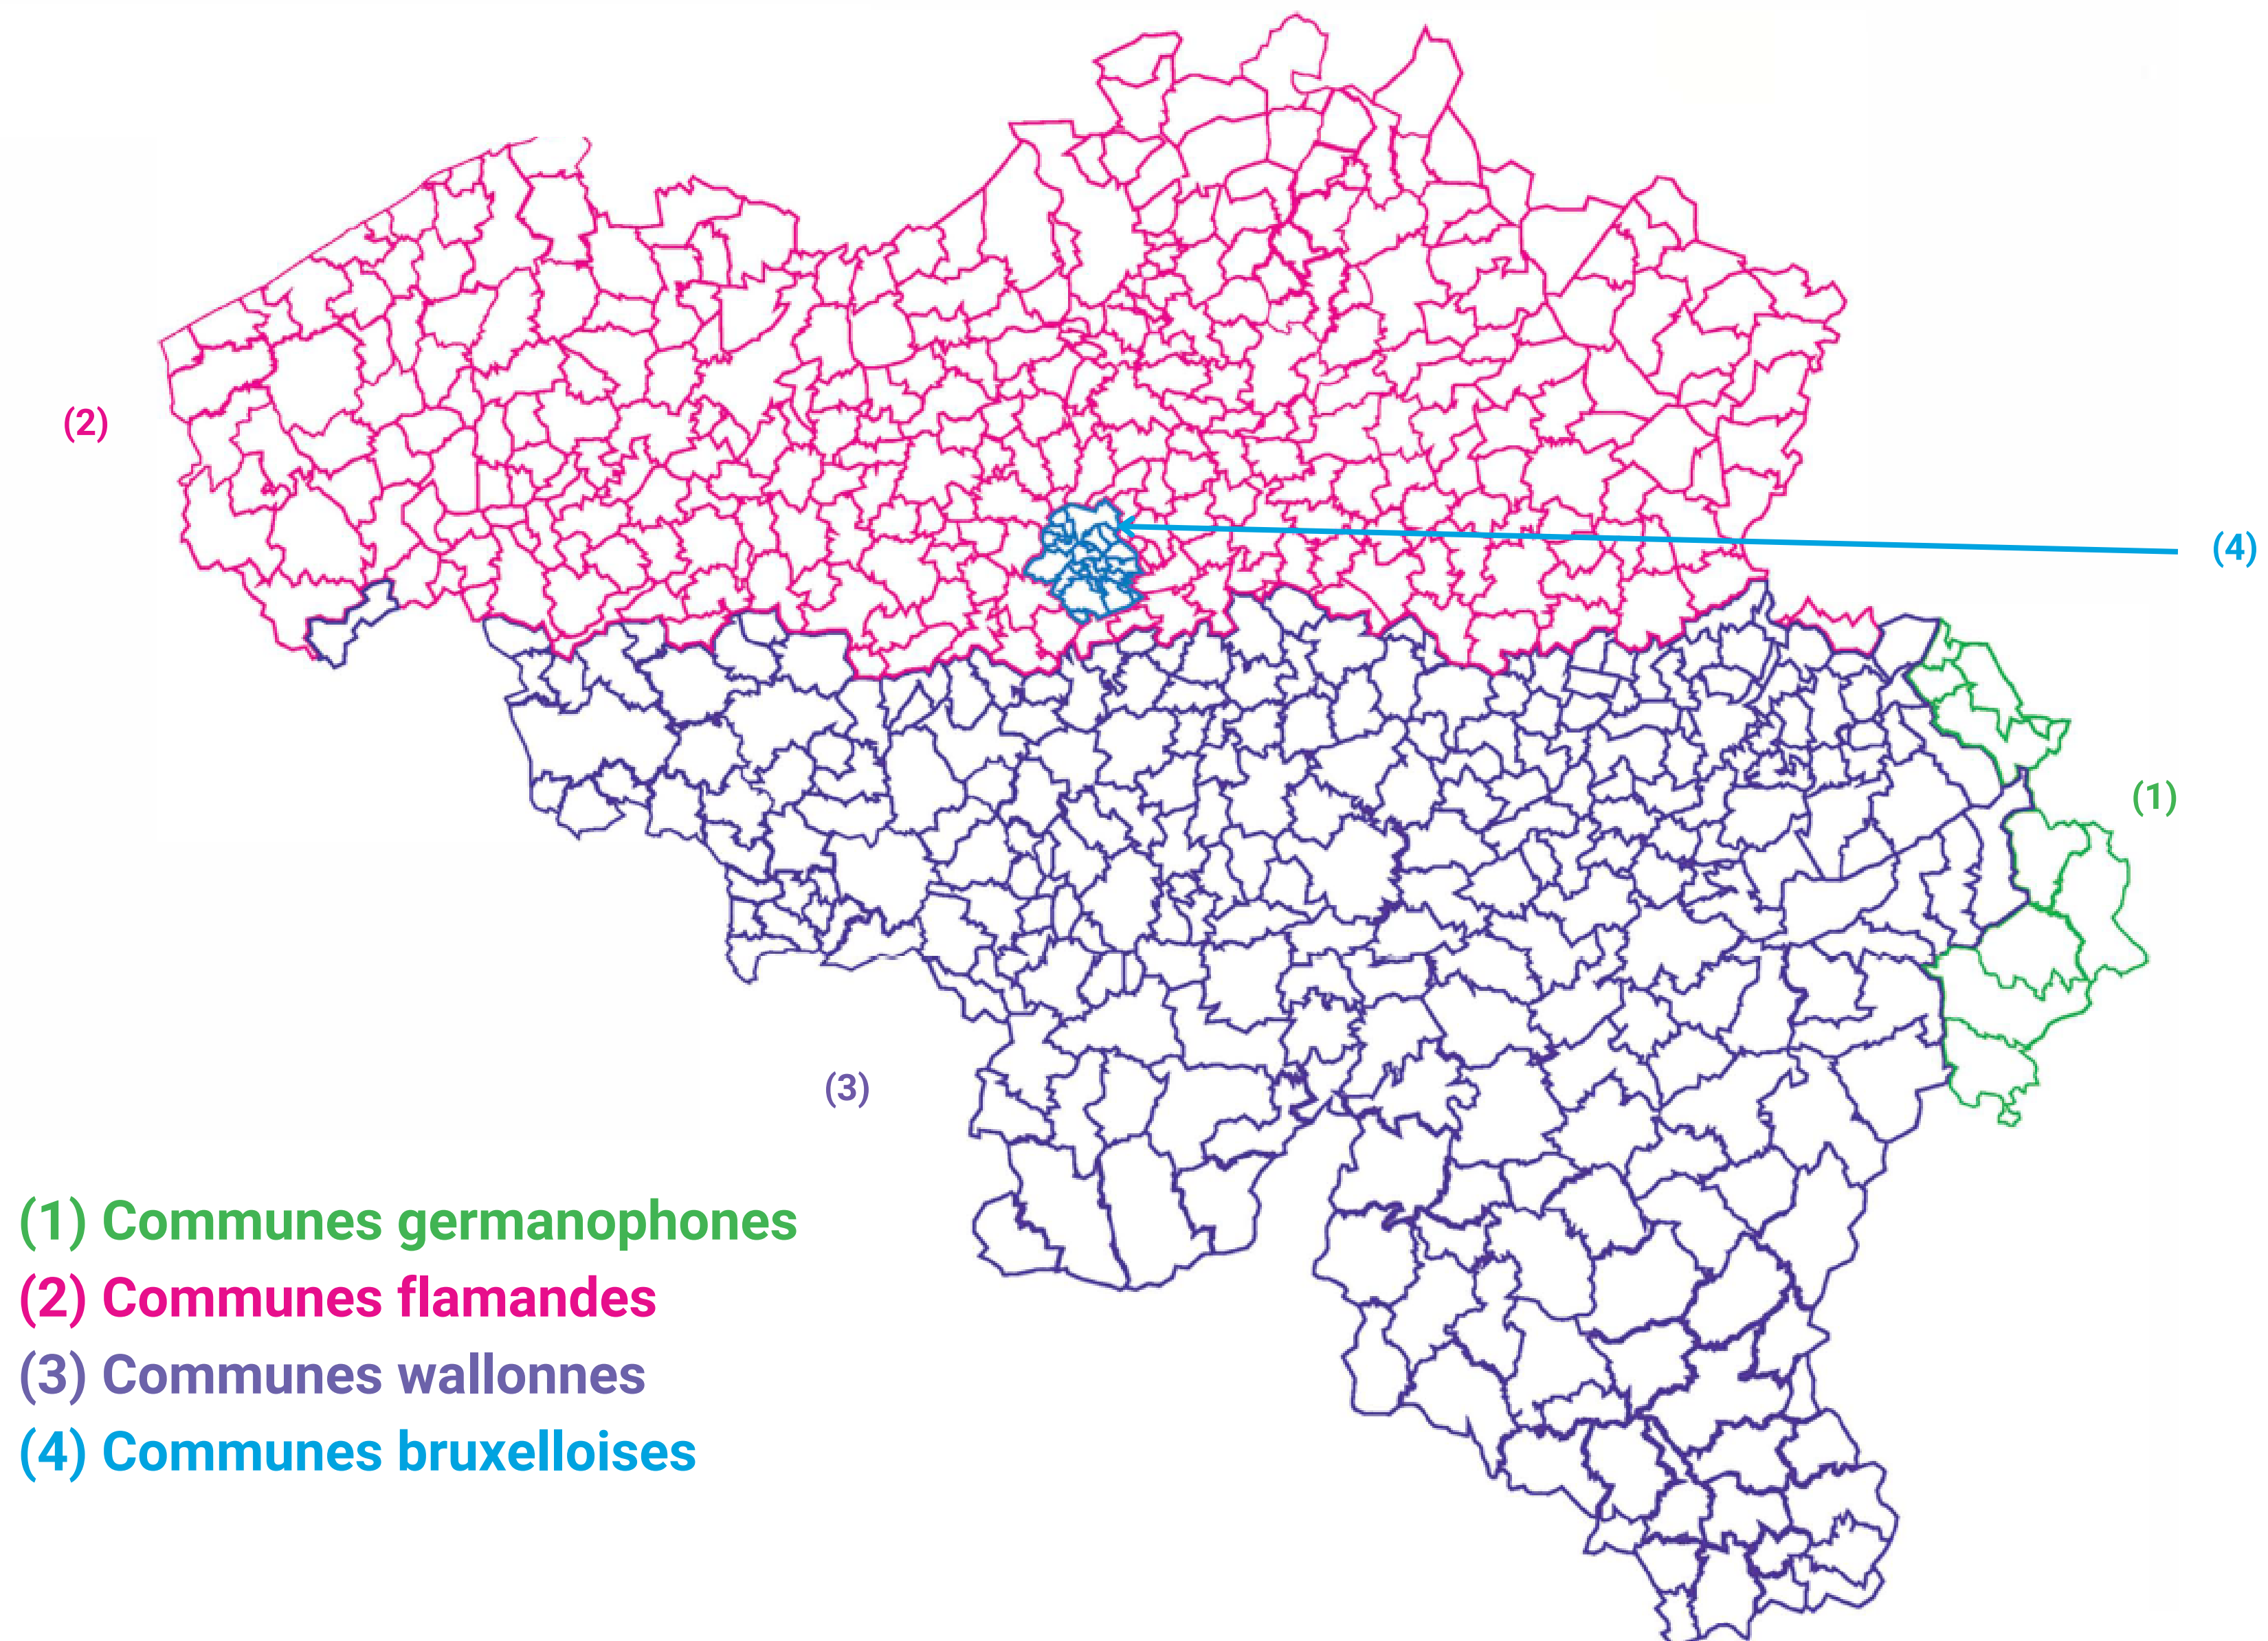 (2)
(4)
(1)
(3)
(1) Communes germanophones
(2) Communes flamandes
(3) Communes wallonnes
(4) Communes bruxelloises